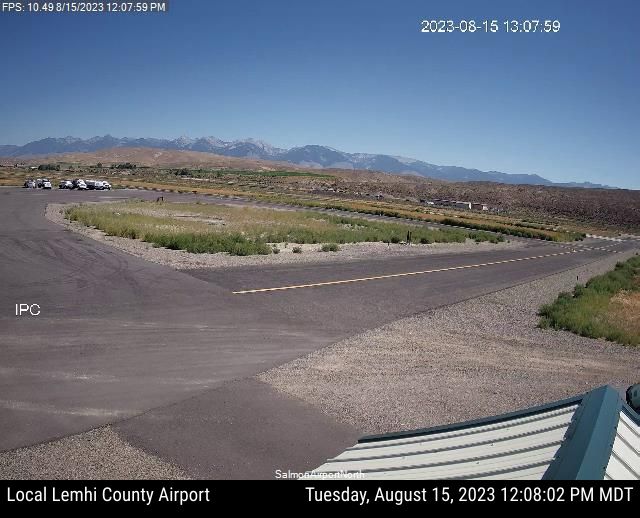 FPS: 10.49 8/15/2023 12:07:59 PM
2023-08-15 13:07:59
IPC
SalmonAirportNorth
Local Lemhi County Airport
Tuesday, August 15, 2023 12:08:02 PM MDT